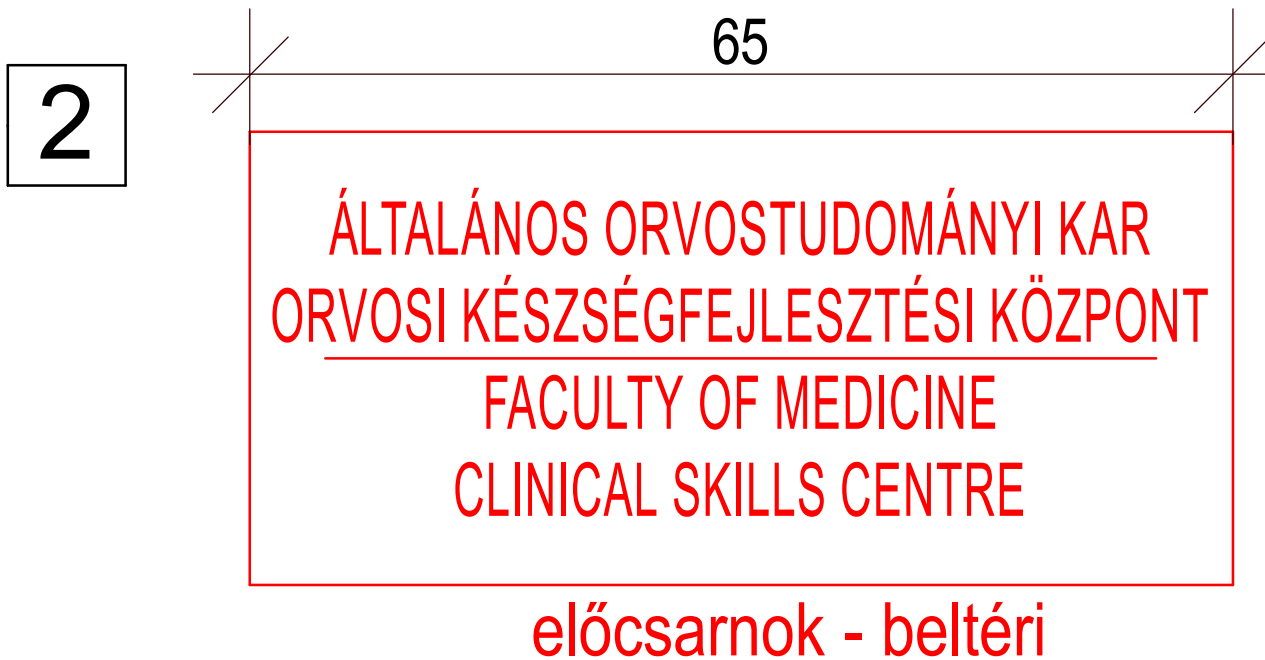 65
2
ÁLTALÁNOS ORVOSTUDOMÁNYI KAR
ORVOSI KÉSZSÉGFEJLESZTÉSI KÖZPONT
FACULTY OF MEDICINE
CLINICAL SKILLS CENTRE
előcsarnok - beltéri